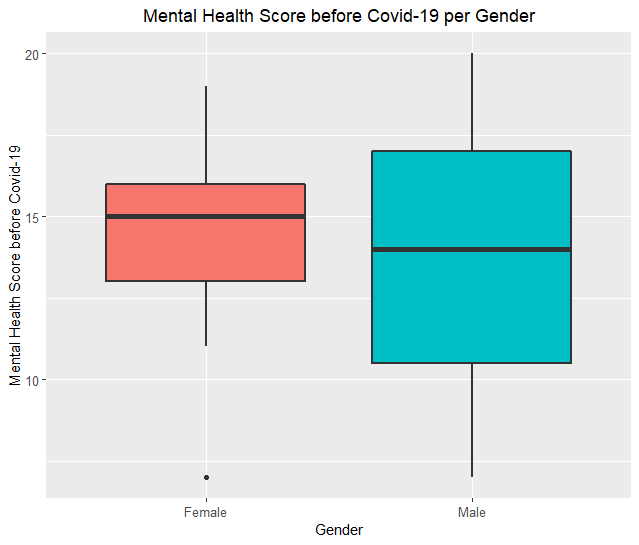 Mental Health Score before Covid-19 per Gender
Mental Health Score before Covid-19
20
15
10
Female
Male
Gender